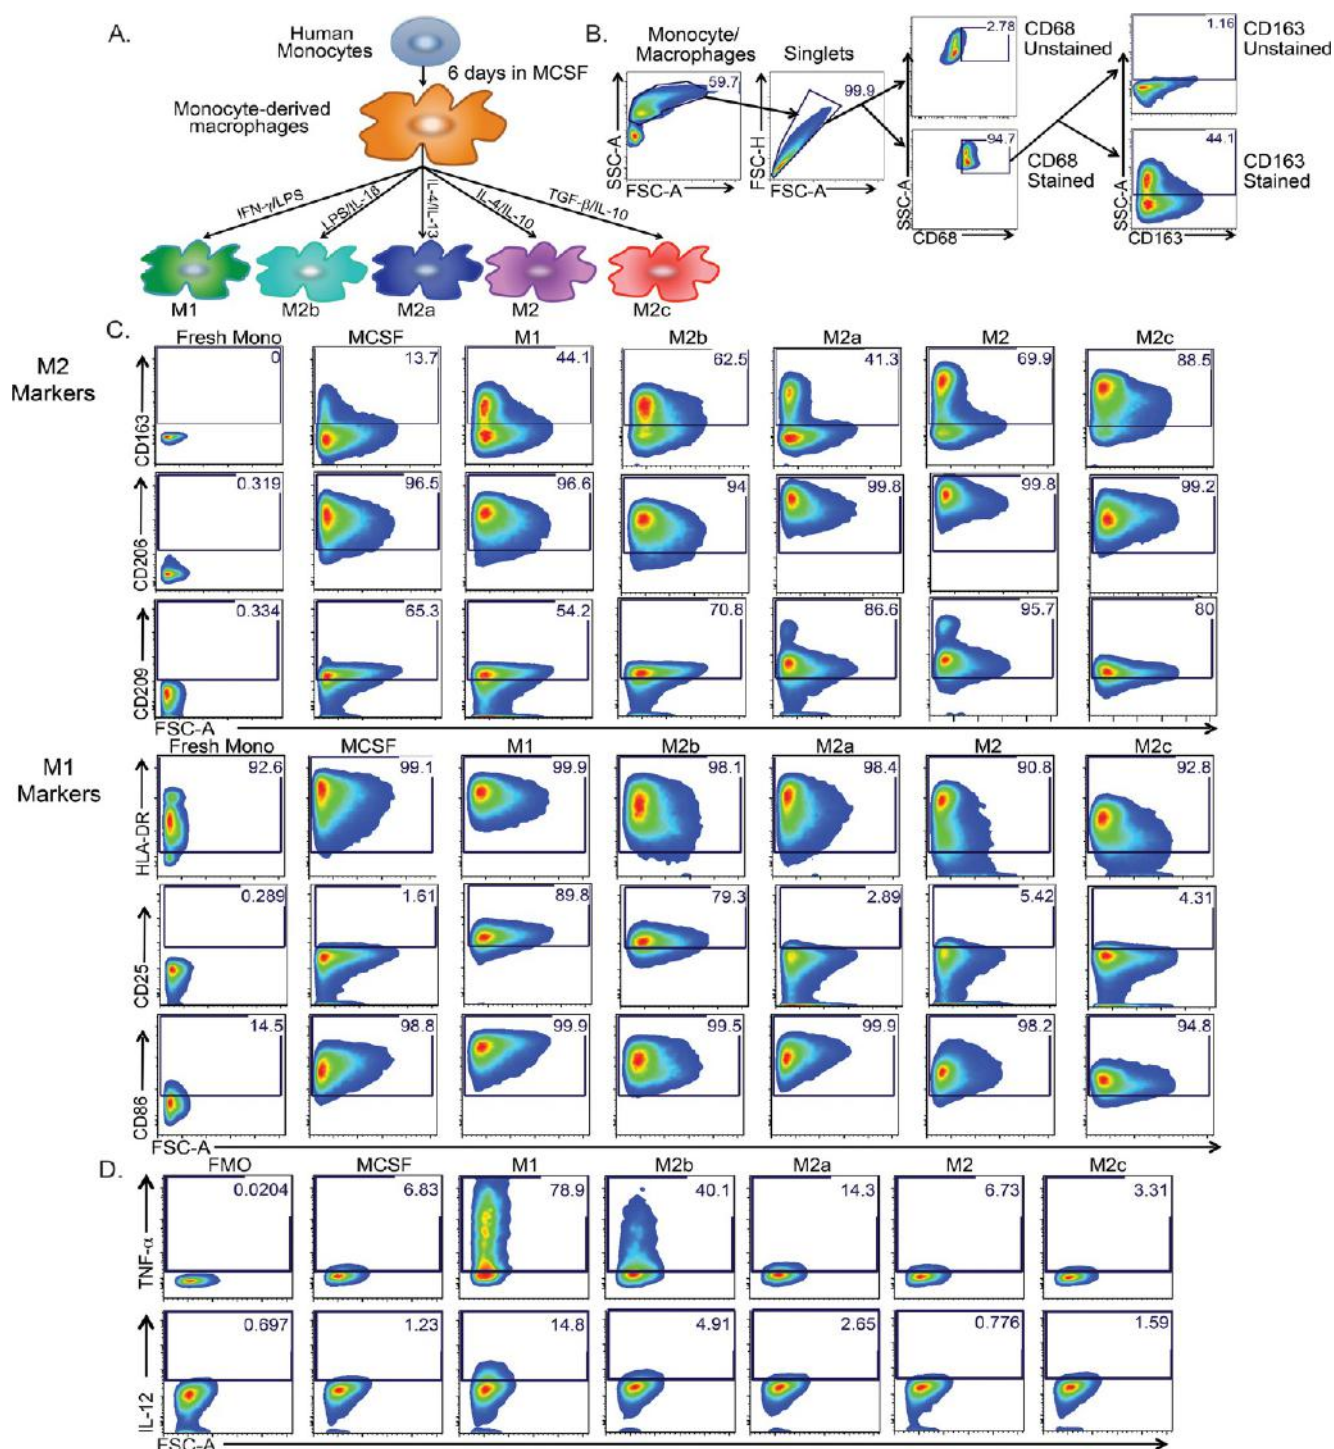 A.
Human
Monocytes
6 days in MCSF
Monocyte-derived
macrophages
IFN-γ/LPS
LPS/IL-1β
IL-4/IL-13
IL-4/IL-10
TGF-β/IL-10
M1
M2b
M2a
M2
M2c
B.
Monocyte/
Macrophages
Singlets
CD68
Unstained
CD163
Unstained
59.7
99.9
2.78
1.16
94.7
44.1
CD68
Stained
CD163
Stained
SSC-A
FSC-A
FSC-H
FSC-A
SSC-A
CD68
SSC-A
CD163
C.
M2
Markers
Fresh Mono MCSF M1 M2b M2a M2 M2c
CD163
0 13.7 44.1 62.5 41.3 69.9 88.5
CD206
0.319 96.5 96.6 94 99.8 99.8 99.2
CD209
0.334 65.3 54.2 70.8 86.6 95.7 80
FSC-A
M1
Markers
Fresh Mono MCSF M1 M2b M2a M2 M2c
HLA-DR
92.6 99.1 99.9 98.1 98.4 90.8 92.8
CD25
0.289 1.61 89.8 79.3 2.89 5.42 4.31
CD86
14.5 98.8 99.9 99.5 99.9 98.2 94.8
FSC-A
D.
FMO MCSF M1 M2b M2a M2 M2c
TNF-α
0.0204 6.83 78.9 40.1 14.3 6.73 3.31
IL-12
0.697 1.23 14.8 4.91 2.65 0.776 1.59
FSC-A